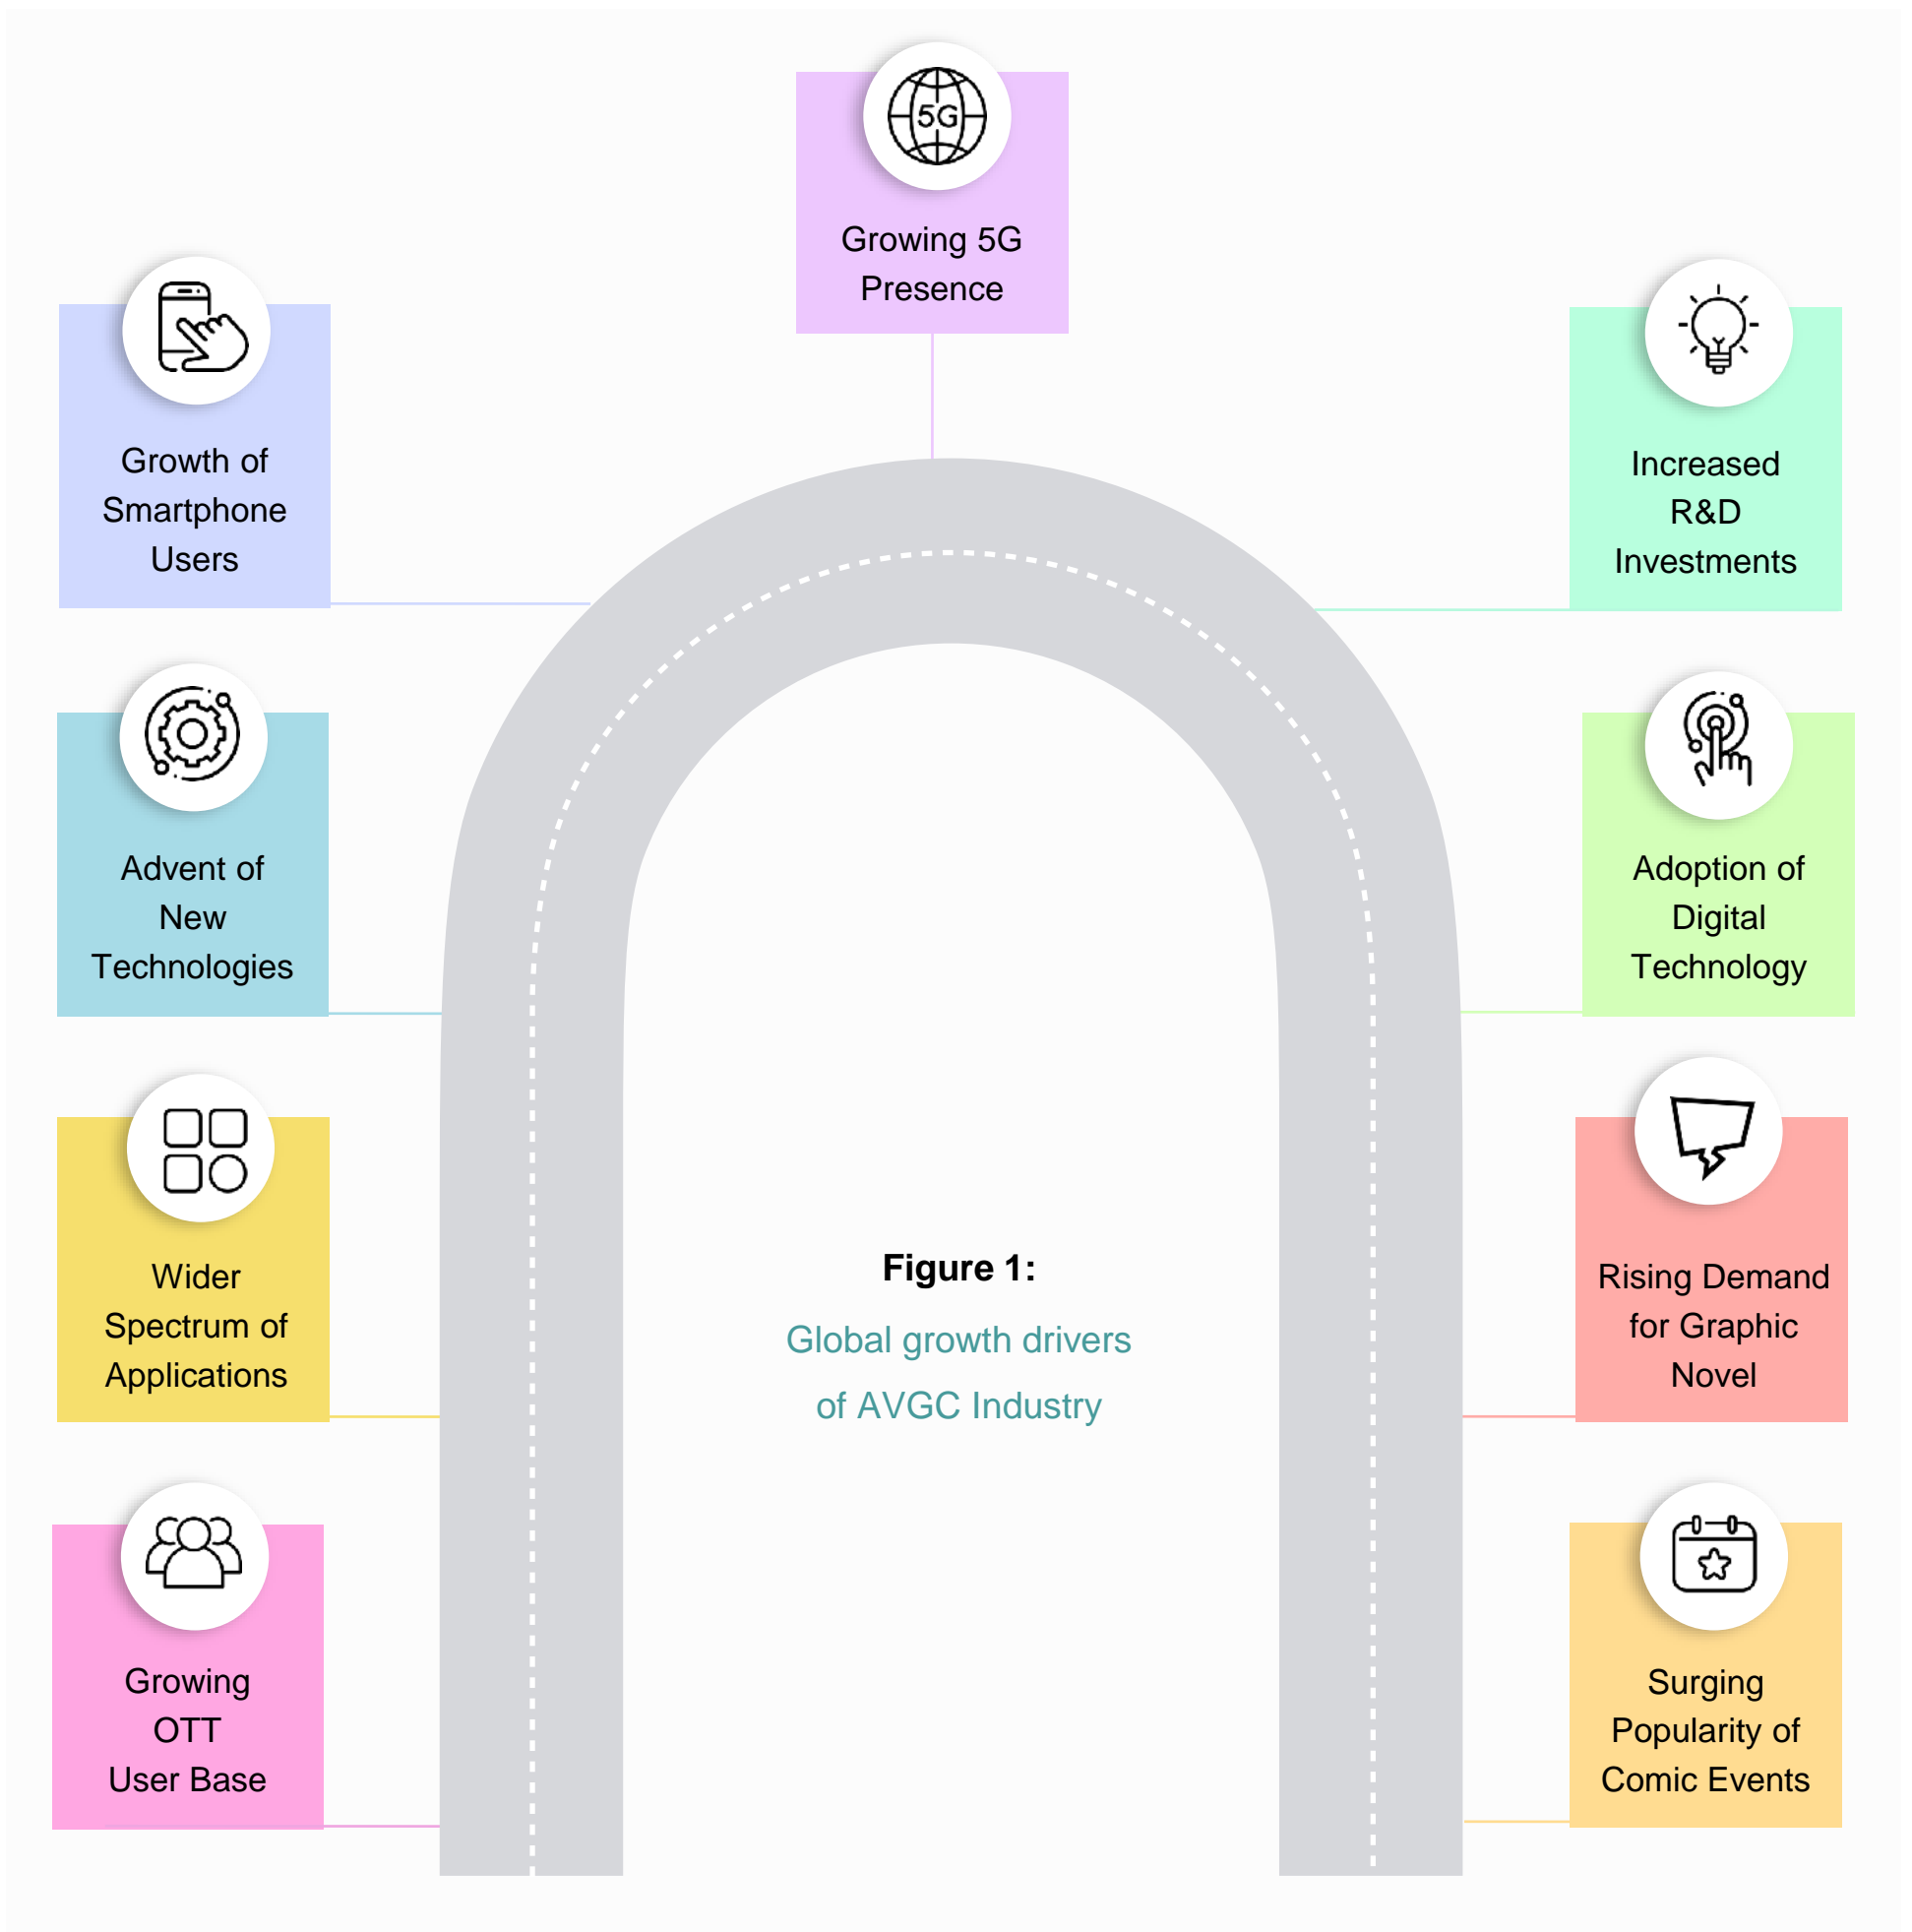 5G
Growing 5G
Presence
Growth of
Smartphone
Users
Increased
R&D
Investments
Advent of
New
Technologies
Adoption of
Digital
Technology
Wider
Spectrum of
Applications
Figure 1:
Global growth drivers
of AVGC Industry
Rising Demand
for Graphic
Novel
Growing
OTT
User Base
Surging
Popularity of
Comic Events